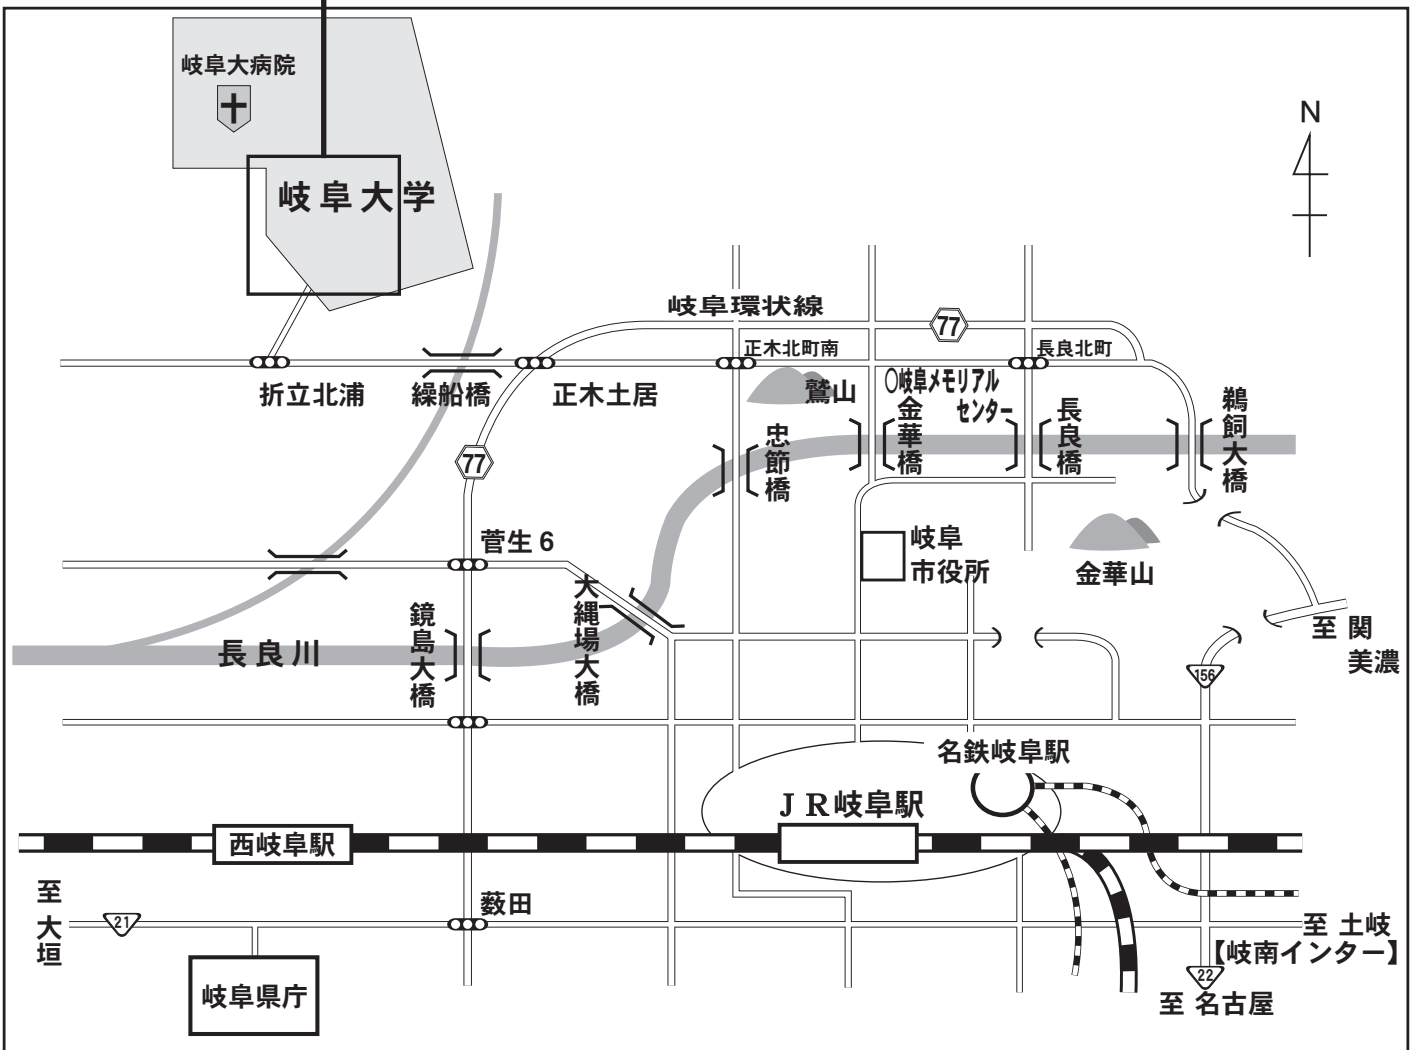 岐阜大病院
岐阜大学
N
岐阜環状線
77
正木北町南
長良北町
折立北浦
繰船橋
正木土居
鷲山
○岐阜メモリアル
センター
金華橋
長良橋
鵜飼大橋
忠節橋
77
菅生6
岐阜
市役所
金華山
大縄場大橋
鏡島大橋
長良川
至 関
美濃
156
名鉄岐阜駅
JR岐阜駅
西岐阜駅
至大垣
21
薮田
至 土岐
【岐南インター】
22
至 名古屋
岐阜県庁